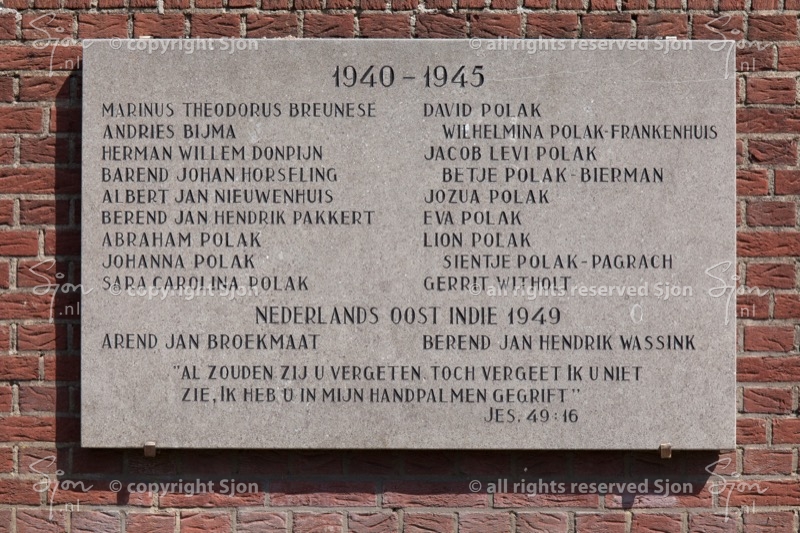 © copyright Sjon
© all rights reserved Sjon
1940 - 1945
MARINUS THEODORUS BREUNESE
ANDRIES BIJMA
HERMAN WILLEM DONPIJN
BAREND JOHAN HORSELING
ALBERT JAN NIEUWENHUIS
BEREND JAN HENDRIK PAKKERT
ABRAHAM POLAK
JOHANNA POLAK
SARA CAROLINA POLAK
DAVID POLAK
WILHELMINA POLAK-FRANKENHUIS
JACOB LEVI POLAK
BETJE POLAK - BIERMAN
JOZUA POLAK
EVA POLAK
LION POLAK
SIENTJE POLAK - PAGRACH
GERRIT WITHOLT
© copyright Sjon
© all rights reserved Sjon
NEDERLANDS OOST INDIE 1949
AREND JAN BROEKMAAT
BEREND JAN HENDRIK WASSINK
"AL ZOUDEN ZIJ U VERGETEN, TOCH VERGEET IK U NIET
ZIE, IK HEB U IN MIJN HANDPALMEN GEGRIFT"
JES. 49:16
Sjon.nl
© copyright Sjon
© all rights reserved Sjon
Sjon.nl